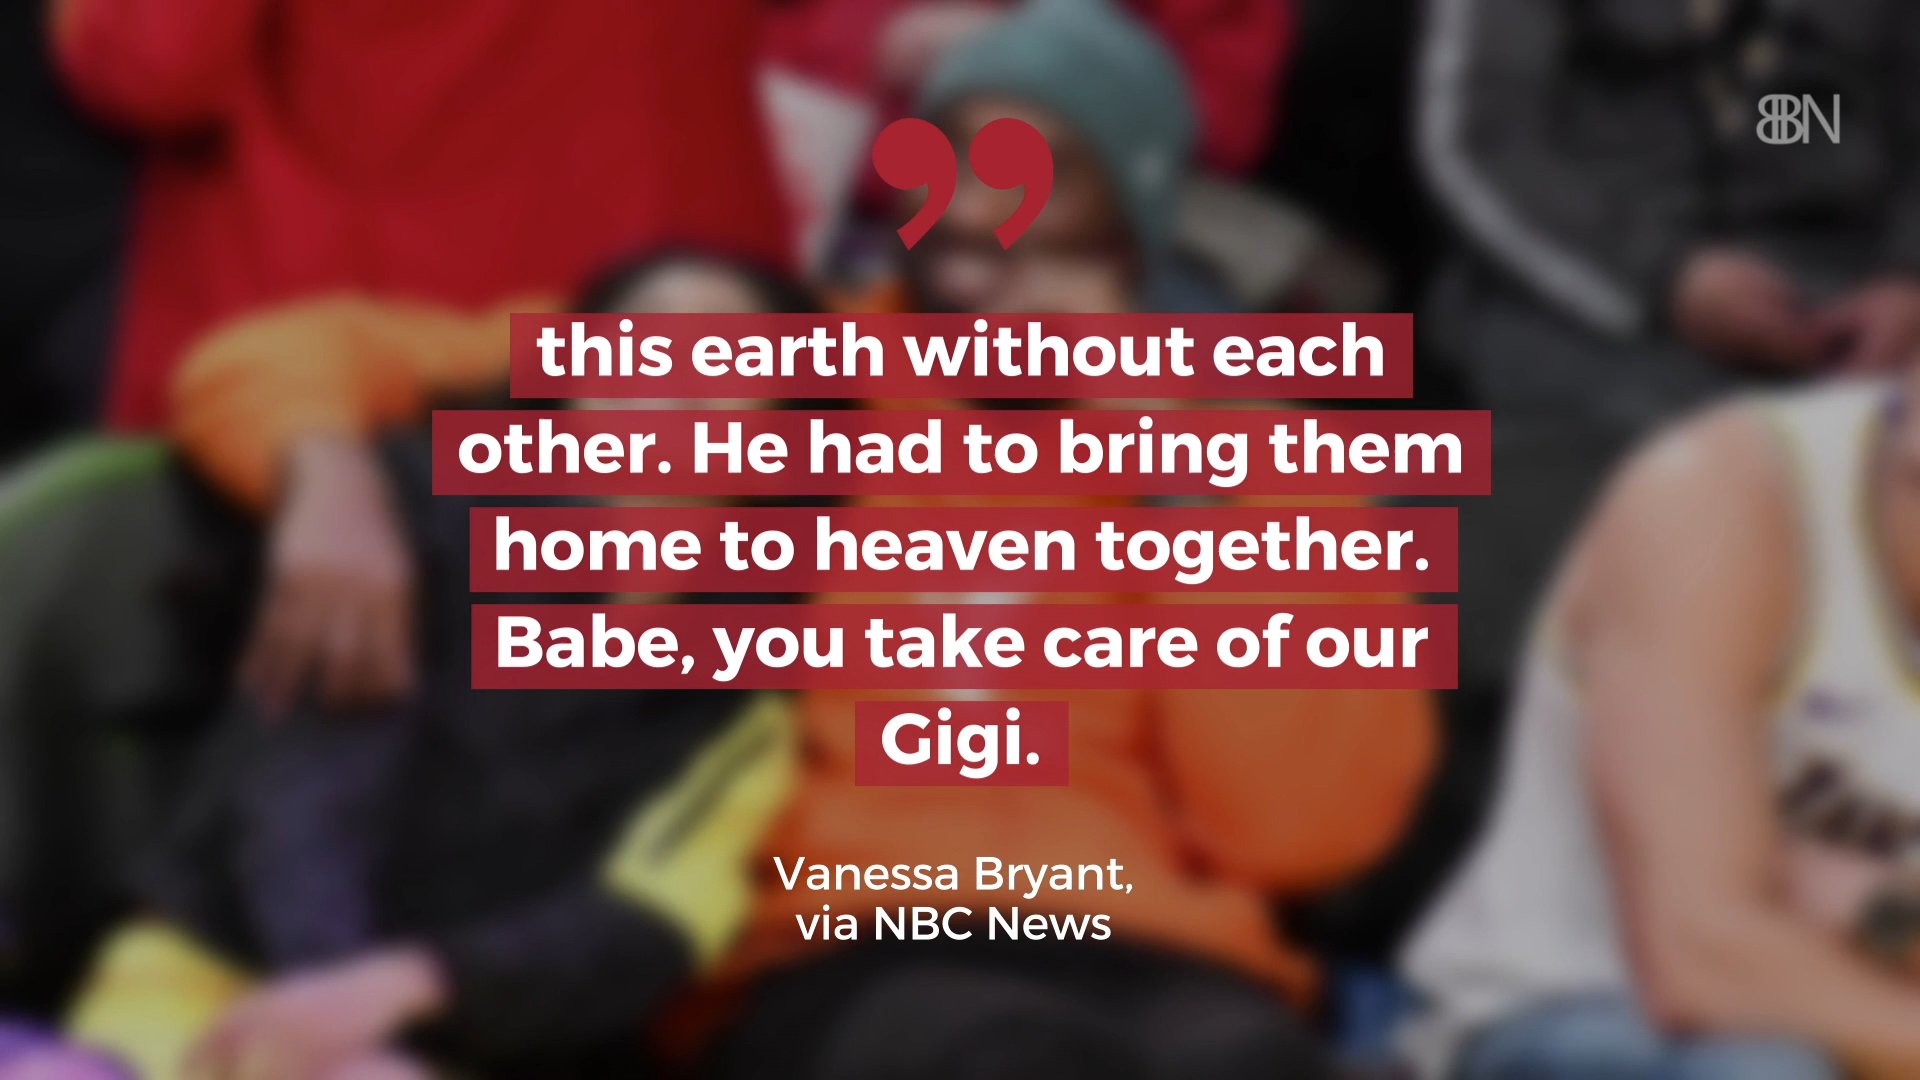 BBN
”
this earth without each
other. He had to bring them
home to heaven together.
Babe, you take care of our
Gigi.
Vanessa Bryant,
via NBC News